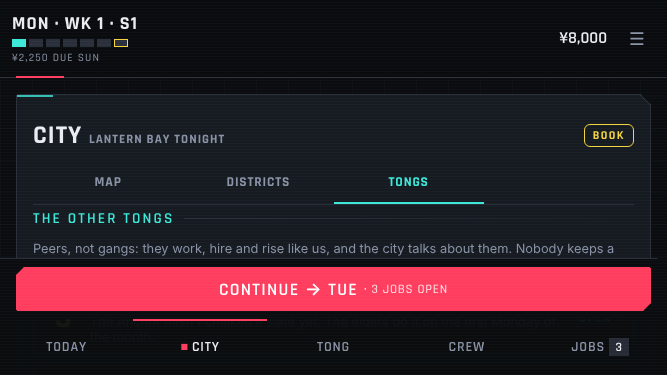 MON · WK 1 · S1
¥2,250 DUE SUN
¥8,000 ☰
CITY LANTERN BAY TONIGHT
BOOK
MAP DISTRICTS TONGS
THE OTHER TONGS
Peers, not gangs: they work, hire and rise like us, and the city talks about them. Nobody keeps a
CONTINUE → TUE · 3 JOBS OPEN
TODAY CITY TONG CREW JOBS 3